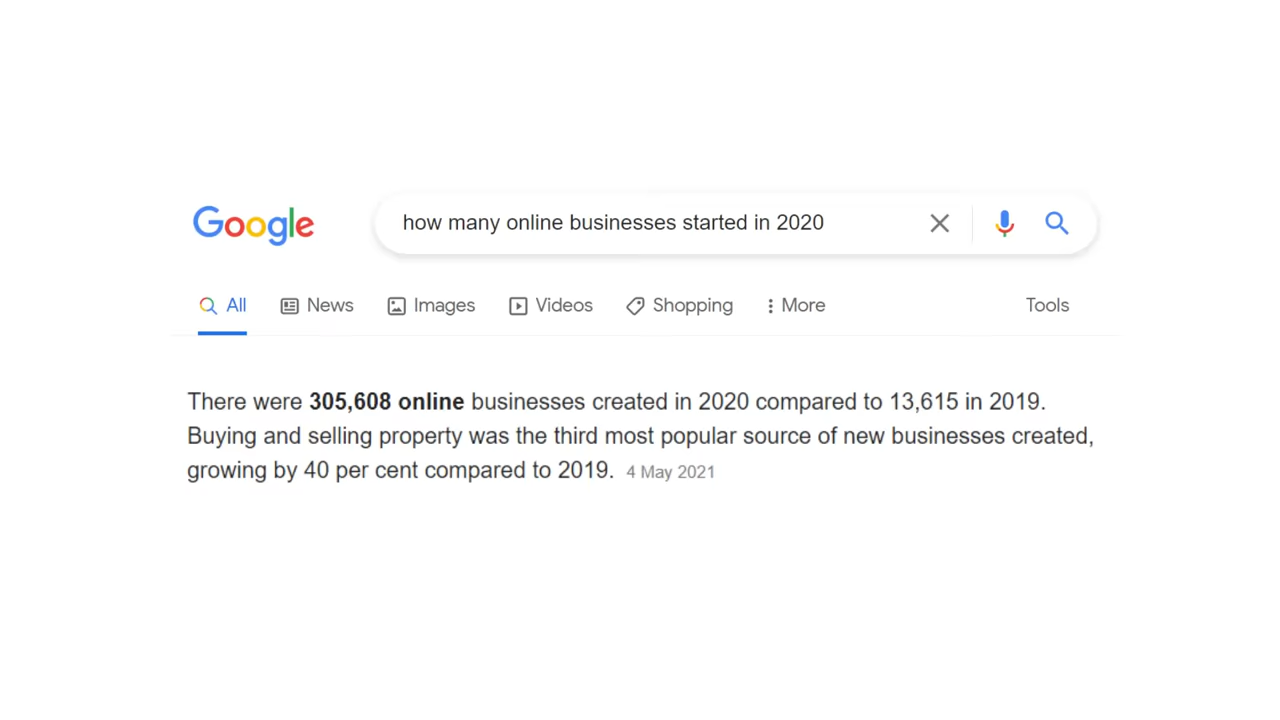 Google
how many online businesses started in 2020
All News Images Videos Shopping More Tools
There were 305,608 online businesses created in 2020 compared to 13,615 in 2019.
Buying and selling property was the third most popular source of new businesses created,
growing by 40 per cent compared to 2019. 4 May 2021